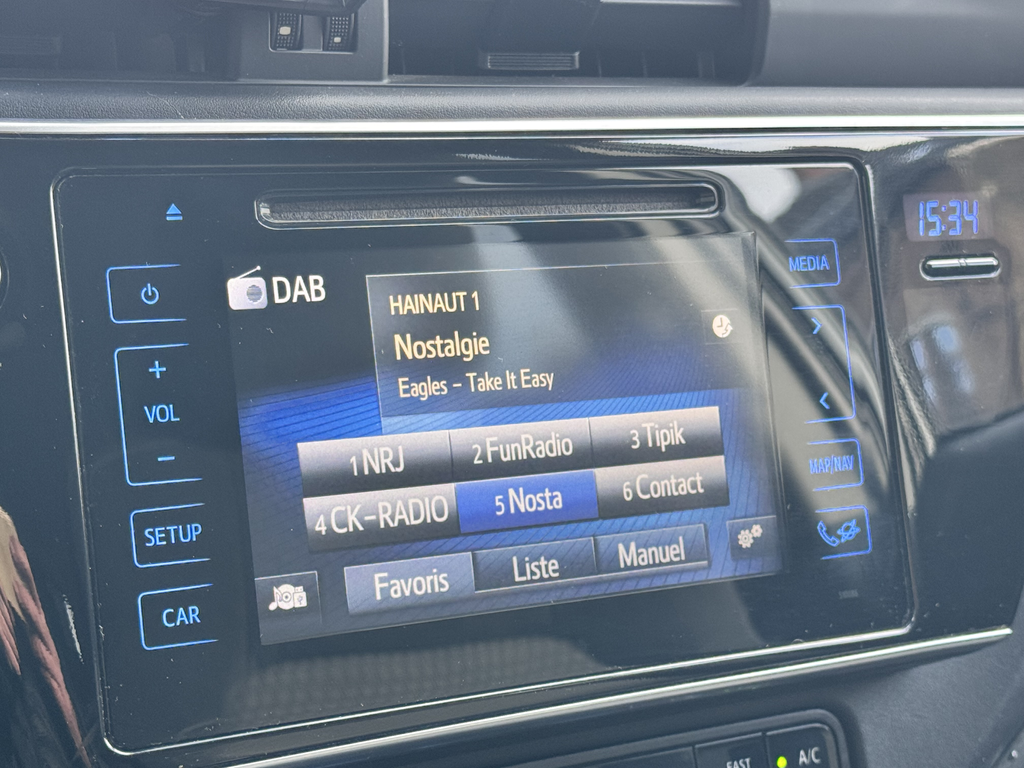 15:34
DAB
MEDIA
HAINAUT 1
Nostalgie
Eagles - Take It Easy
+
VOL
-
1 NRJ
2 FunRadio
3 Tipik
4 CK-RADIO
5 Nosta
6 Contact
MAP/NAV
SETUP
Favoris
Liste
Manuel
CAR
FAST
A/C